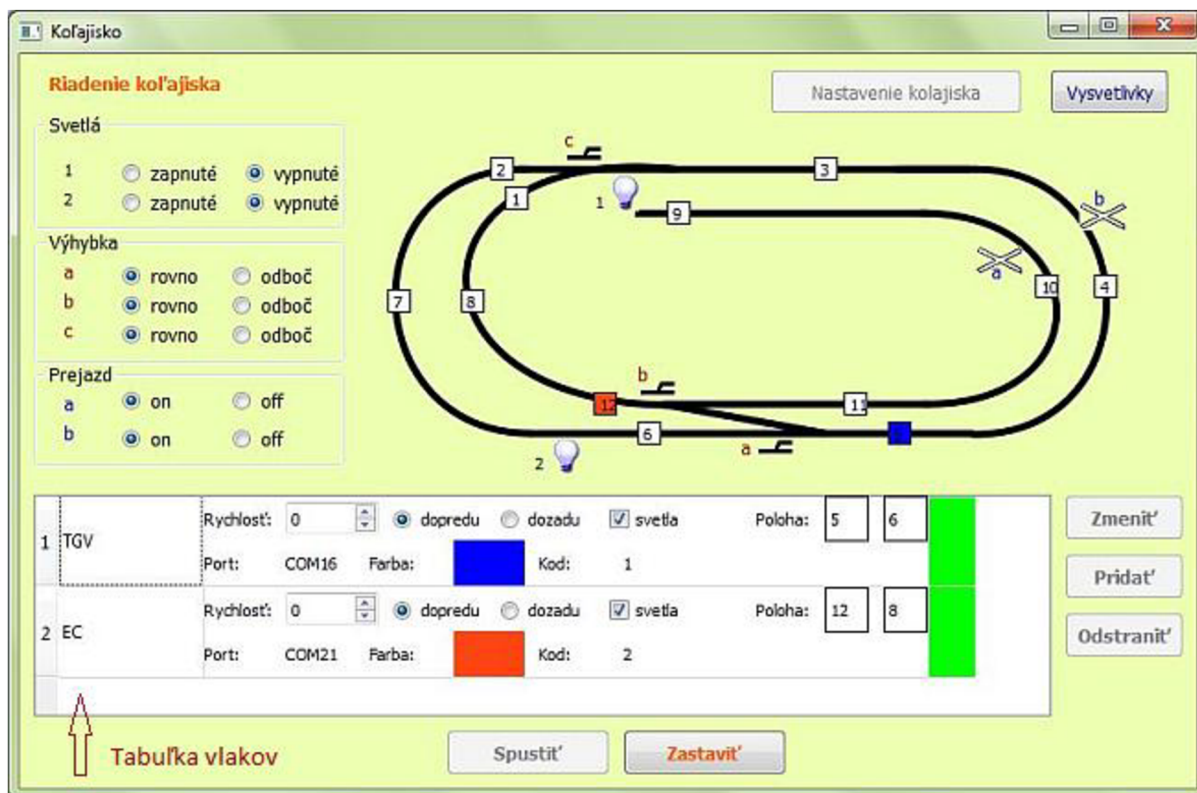 Koľajisko
Riadenie koľajiska
Nastavenie kolajiska
Vysvetlivky
Svetlá
1 zapnuté vypnuté
2 zapnuté vypnuté
Výhybka
a rovno odboč
b rovno odboč
c rovno odboč
Prejazd
a on off
b on off
c
2
3
1
1
9
b
a
7
8
10
4
b
12
11
6
a
2
1 TGV
Rychlosť: 0 dopredu dozadu svetla Poloha: 5 6
Port: COM16 Farba: Kod: 1
2 EC
Rychlosť: 0 dopredu dozadu svetla Poloha: 12 8
Port: COM21 Farba: Kod: 2
Zmeniť
Pridať
Odstraniť
Tabuľka vlakov
Spustiť
Zastaviť